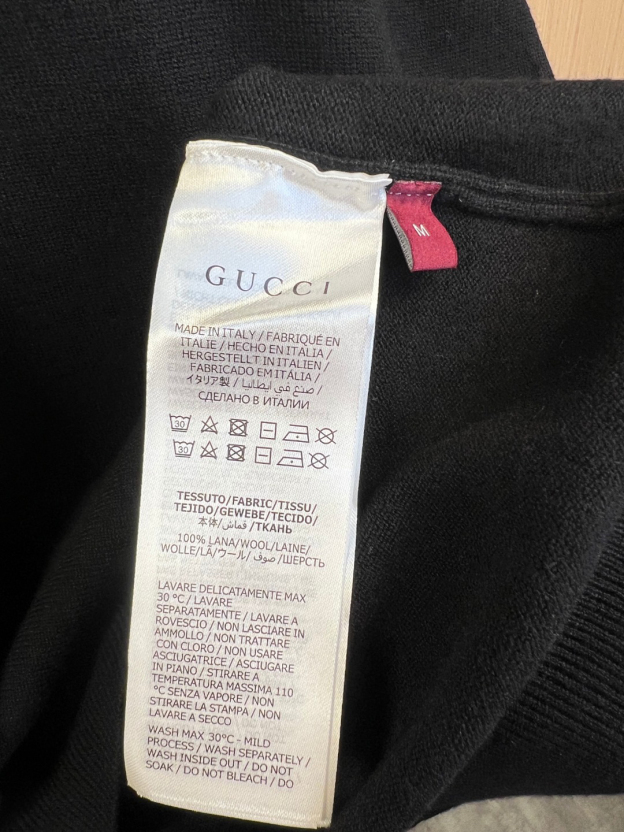 M
GUCCI
MADE IN ITALY / FABRIQUÉ EN
ITALIE / HECHO EN ITALIA /
HERGESTELLT IN ITALIEN /
FABRICADO EM ITÁLIA /
イタリア製 / صنع في ايطاليا /
СДЕЛАНО В ИТАЛИИ
30
30
TESSUTO/FABRIC/TISSU/
TEJIDO/GEWEBE/TECIDO/
本体/قماش/ТКАНЬ
100% LANA/WOOL/LAINE/
WOLLE/LÃ/ウール/صوف/ШЕРСТЬ
LAVARE DELICATAMENTE MAX
30 °C / LAVARE
SEPARATAMENTE / LAVARE A
ROVESCIO / NON LASCIARE IN
AMMOLLO / NON TRATTARE
CON CLORO / NON USARE
ASCIUGATRICE / ASCIUGARE
IN PIANO / STIRARE A
TEMPERATURA MASSIMA 110
°C SENZA VAPORE / NON
STIRARE LA STAMPA / NON
LAVARE A SECCO
WASH MAX 30°C - MILD
PROCESS / WASH SEPARATELY /
WASH INSIDE OUT / DO NOT
SOAK / DO NOT BLEACH / DO